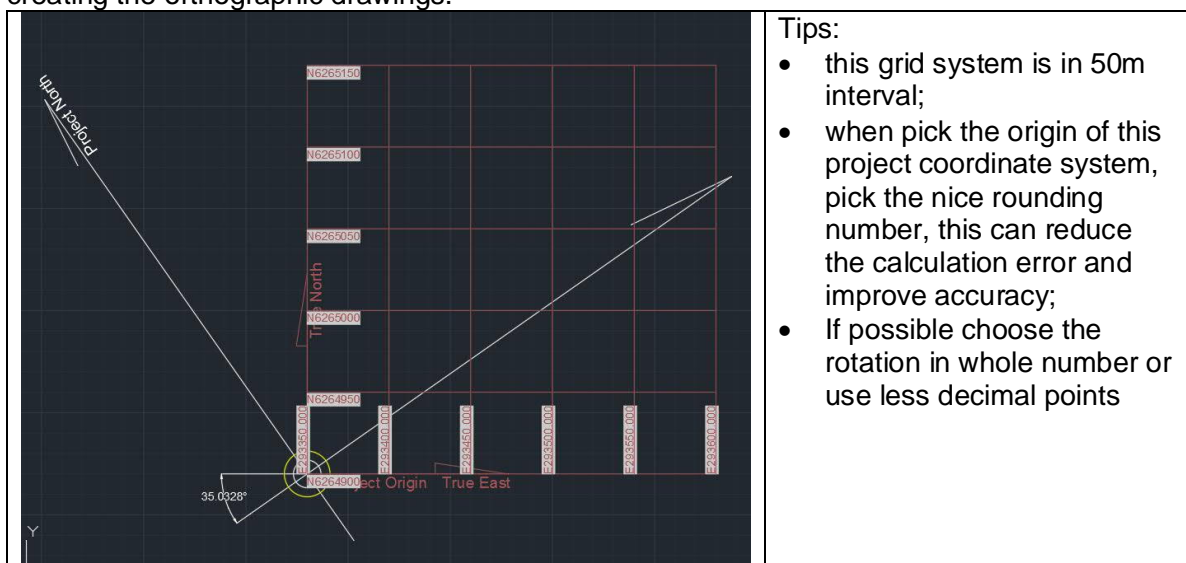 creating the orthographic drawings.
Project North
N6265150
N6265100
N6265050
True North
N6265000
N6264950
E293350.000
E293400.000
E293450.000
E293500.000
E293550.000
E293600.000
N6264900
ect Origin
True East
35.0328°
Y
Tips:
• this grid system is in 50m
interval;
• when pick the origin of this
project coordinate system,
pick the nice rounding
number, this can reduce
the calculation error and
improve accuracy;
• If possible choose the
rotation in whole number or
use less decimal points